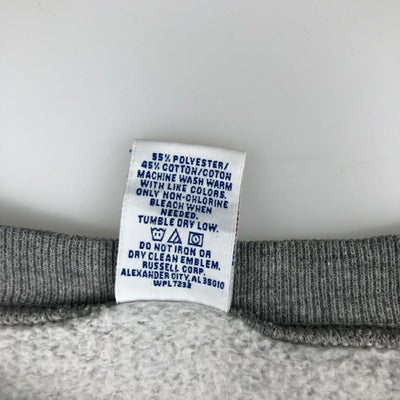 55% POLYESTER/
45% COTTON/COTON
MACHINE WASH WARM
WITH LIKE COLORS.
ONLY NON-CHLORINE
BLEACH WHEN
NEEDED.
TUMBLE DRY LOW.
DO NOT IRON OR
DRY CLEAN EMBLEM.
RUSSELL CORP.
ALEXANDER CITY, AL 35010
WPL7232